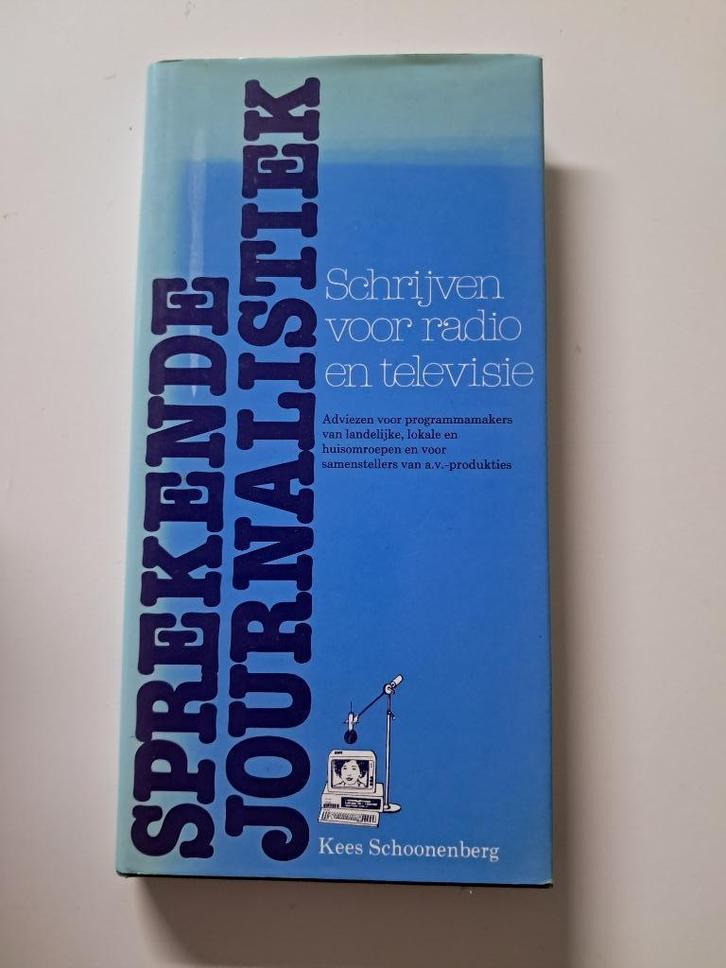 SPREKENDE
JOURNALISTIEK
Schrijven
voor radio
en televisie
Adviezen voor programmamakers
van landelijke, lokale en
huisomroepen en voor
samenstellers van a.v.-produkties
Kees Schoonenberg